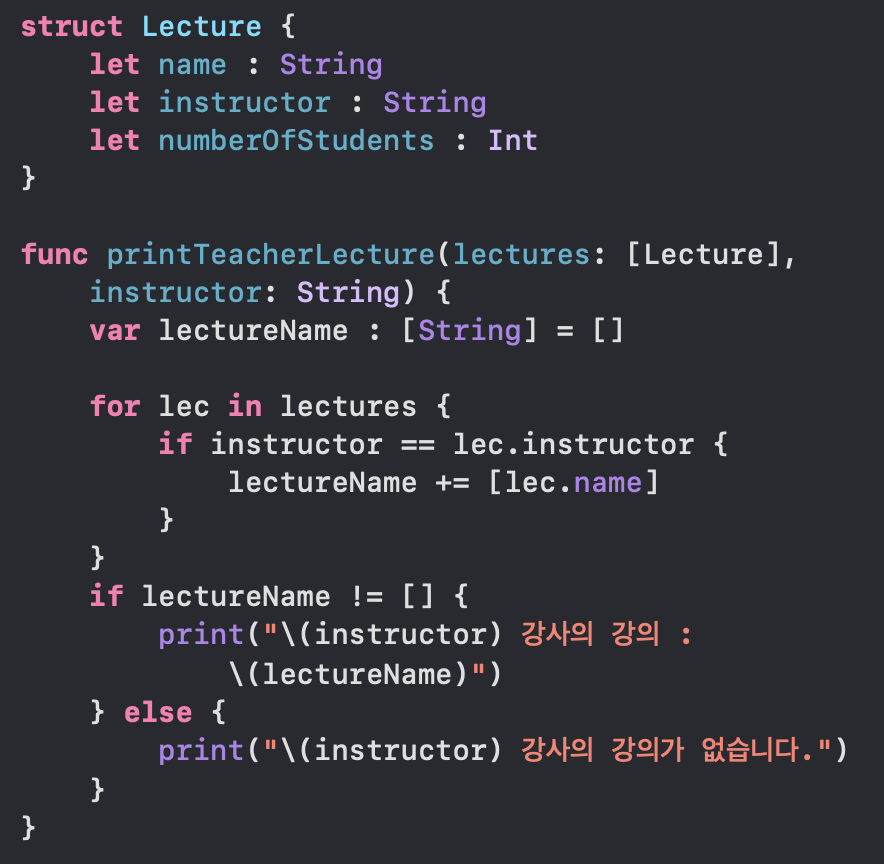 struct Lecture {
    let name : String
    let instructor : String
    let numberOfStudents : Int
}

func printTeacherLecture(lectures: [Lecture],
    instructor: String) {
    var lectureName : [String] = []

    for lec in lectures {
        if instructor == lec.instructor {
            lectureName += [lec.name]
        }
    }
    if lectureName != [] {
        print("\(instructor) 강사의 강의 :
            \(lectureName)")
    } else {
        print("\(instructor) 강사의 강의가 없습니다.")
    }
}